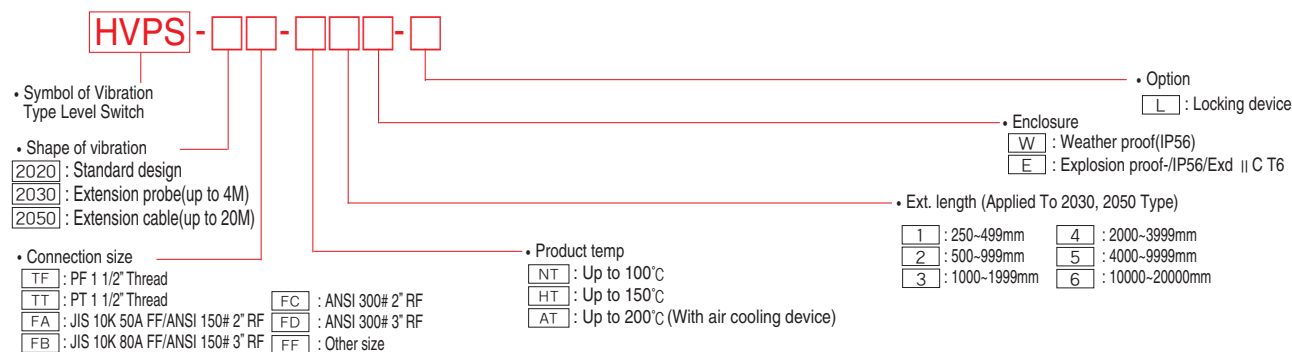 HVPS - □□ - □□□ - □
• Symbol of Vibration
Type Level Switch
• Shape of vibration
2020 : Standard design
2030 : Extension probe(up to 4M)
2050 : Extension cable(up to 20M)
• Connection size
TF : PF 1 1/2" Thread
TT : PT 1 1/2" Thread
FA : JIS 10K 50A FF/ANSI 150# 2" RF
FB : JIS 10K 80A FF/ANSI 150# 3" RF
FC : ANSI 300# 2" RF
FD : ANSI 300# 3" RF
FF : Other size
• Product temp
NT : Up to 100℃
HT : Up to 150℃
AT : Up to 200℃ (With air cooling device)
• Ext. length (Applied To 2030, 2050 Type)
1 : 250~499mm
2 : 500~999mm
3 : 1000~1999mm
4 : 2000~3999mm
5 : 4000~9999mm
6 : 10000~20000mm
• Enclosure
W : Weather proof(IP56)
E : Explosion proof-/IP56/Exd II C T6
• Option
L : Locking device